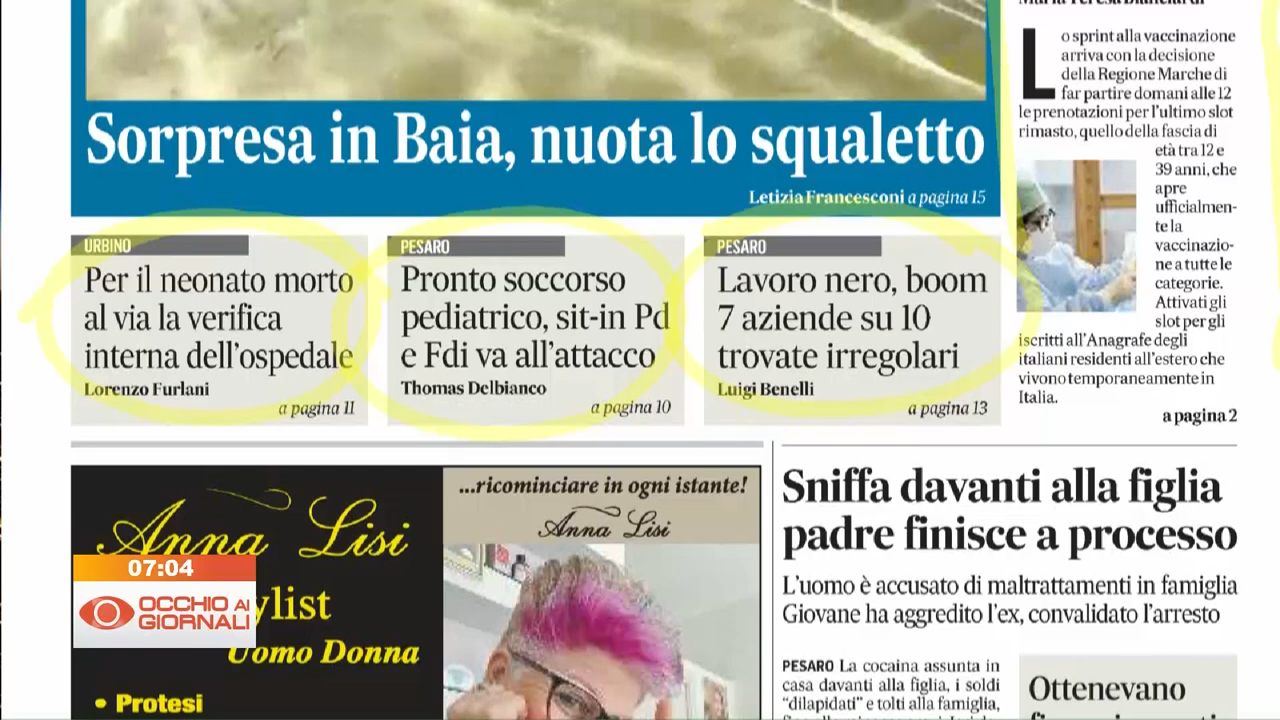 Maria Teresa Bianciardi
Sorpresa in Baia, nuota lo squaletto
Letizia Francesconi a pagina 15
URBINO
Per il neonato morto
al via la verifica
interna dell'ospedale
Lorenzo Furlani
a pagina 11
PESARO
Pronto soccorso
pediatrico, sit-in Pd
e Fdi va all'attacco
Thomas Delbianco
a pagina 10
PESARO
Lavoro nero, boom
7 aziende su 10
trovate irregolari
Luigi Benelli
a pagina 13
Lo sprint alla vaccinazione
arriva con la decisione
della Regione Marche di
far partire domani alle 12
le prenotazioni per l'ultimo slot
rimasto, quello della fascia di
età tra 12 e
39 anni, che
apre
ufficialmen-
te la
vaccinazio-
ne a tutte le
categorie.
Attivati gli
slot per gli
iscritti all'Anagrafe degli
italiani residenti all'estero che
vivono temporaneamente in
Italia.
a pagina 2
Anna Lisi
ylist
Uomo Donna
• Protesi
...ricominciare in ogni istante!
Anna Lisi
07:04
OCCHIO AI
GIORNALI
Sniffa davanti alla figlia
padre finisce a processo
L'uomo è accusato di maltrattamenti in famiglia
Giovane ha aggredito l'ex, convalidato l'arresto
PESARO La cocaina assunta in
casa davanti alla figlia, i soldi
"dilapidati" e tolti alla famiglia,
Ottenevano